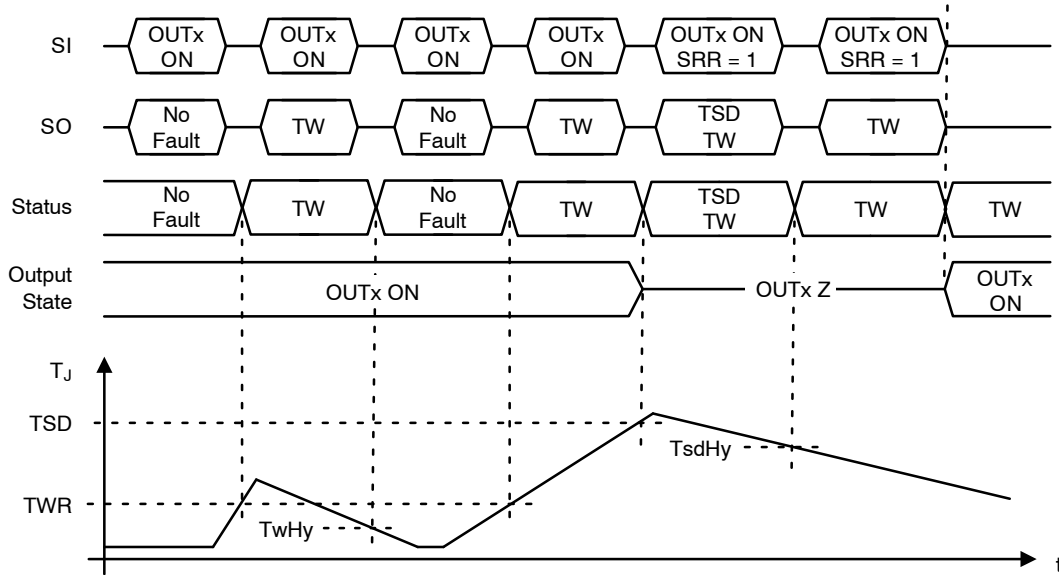 SI
OUTx
ON
OUTx
ON
OUTx
ON
OUTx
ON
OUTx ON
SRR = 1
OUTx ON
SRR = 1
SO
No
Fault
TW
No
Fault
TW
TSD
TW
TW
Status
No
Fault
TW
No
Fault
TW
TSD
TW
TW
TW
Output
State
OUTx ON
OUTx Z
OUTx
ON
TJ
TSD
TsdHy
TWR
TwHy
t